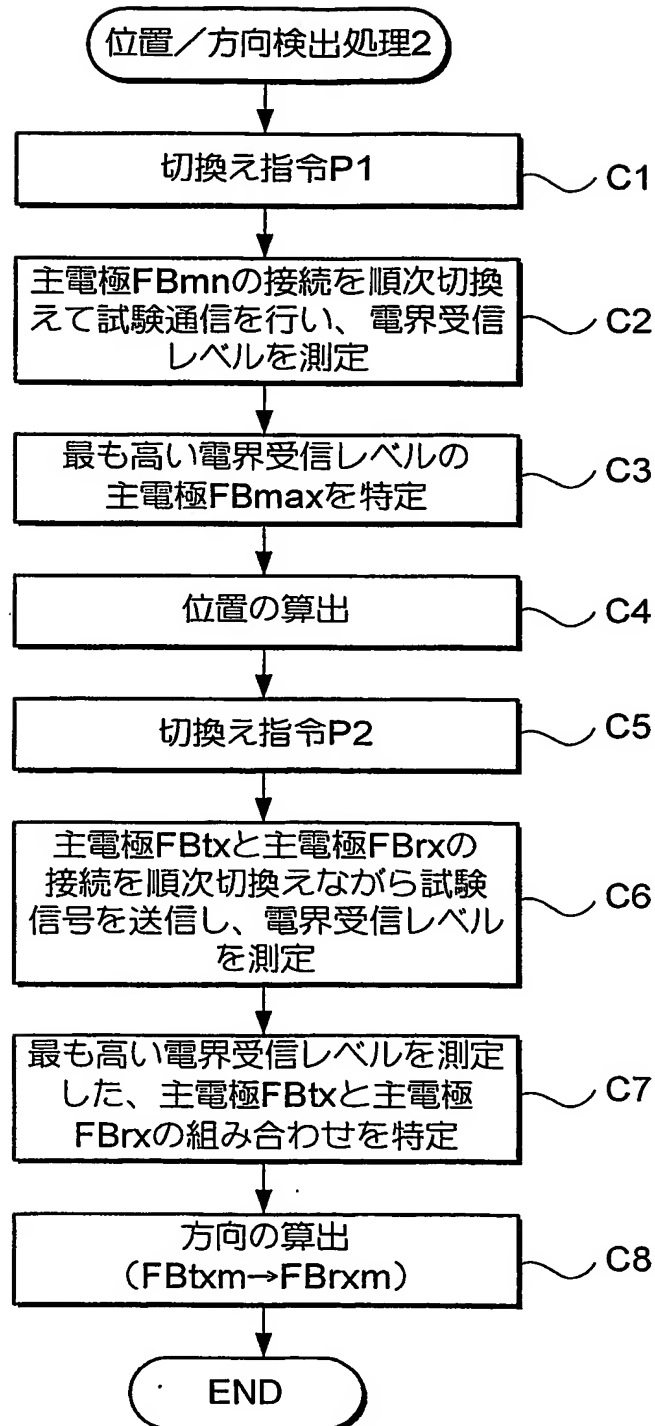 位置／方向検出処理2
切換え指令P1
C1
主電極FBmnの接続を順次切換
えて試験通信を行い、電界受信
レベルを測定
C2
最も高い電界受信レベルの
主電極FBmaxを特定
C3
位置の算出
C4
切換え指令P2
C5
主電極FBtxと主電極FBrxの
接続を順次切換えながら試験
信号を送信し、電界受信レベル
を測定
C6
最も高い電界受信レベルを測定
した、主電極FBtxと主電極
FBrxの組み合わせを特定
C7
方向の算出
（FBtxm→FBrxm）
C8
END